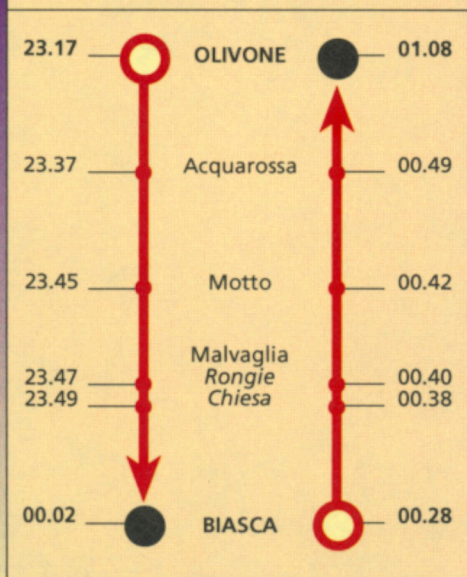 23.17 OLIVONE 01.08
23.37 Acquarossa 00.49
23.45 Motto 00.42
Malvaglia
23.47 Rongie 00.40
23.49 Chiesa 00.38
00.02 BIASCA 00.28